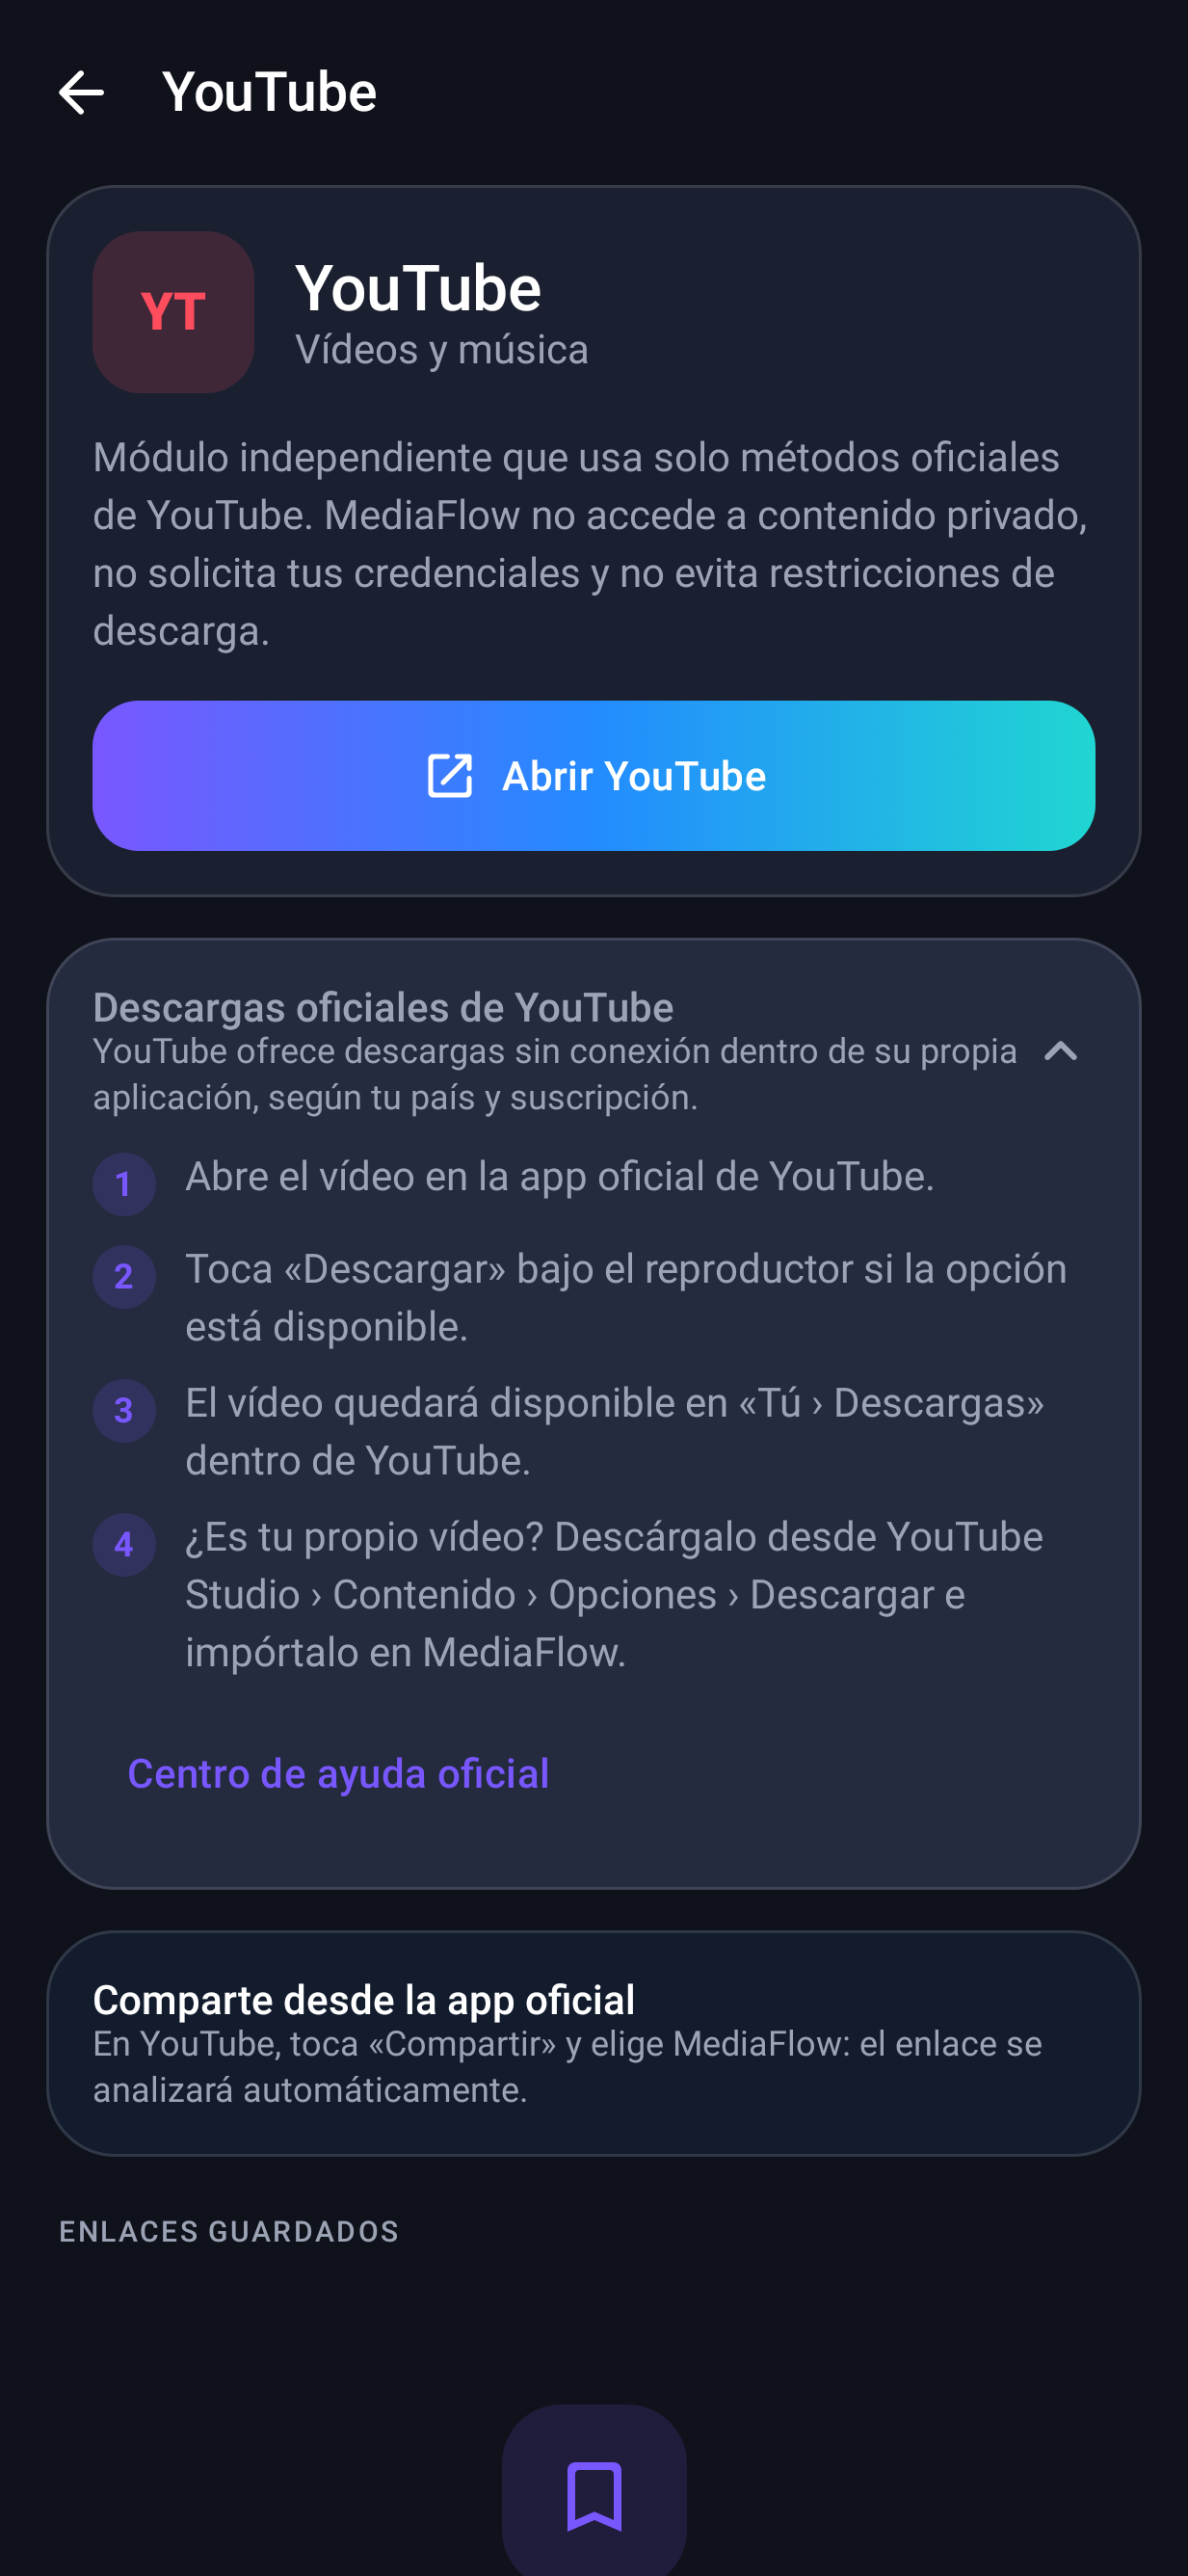 YouTube
YT
YouTube
Vídeos y música
Módulo independiente que usa solo métodos oficiales
de YouTube. MediaFlow no accede a contenido privado,
no solicita tus credenciales y no evita restricciones de
descarga.
Abrir YouTube
Descargas oficiales de YouTube
YouTube ofrece descargas sin conexión dentro de su propia
aplicación, según tu país y suscripción.
1
Abre el vídeo en la app oficial de YouTube.
2
Toca «Descargar» bajo el reproductor si la opción
está disponible.
3
El vídeo quedará disponible en «Tú › Descargas»
dentro de YouTube.
4
¿Es tu propio vídeo? Descárgalo desde YouTube
Studio › Contenido › Opciones › Descargar e
impórtalo en MediaFlow.
Centro de ayuda oficial
Comparte desde la app oficial
En YouTube, toca «Compartir» y elige MediaFlow: el enlace se
analizará automáticamente.
ENLACES GUARDADOS